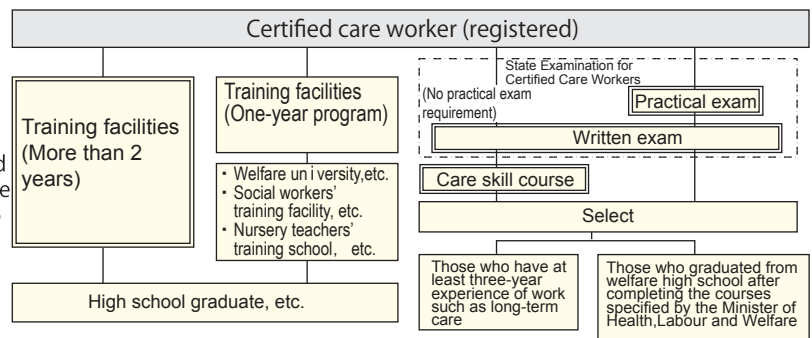 Certified care worker (registered)
Training facilities
(More than 2
years)
Training facilities
(One-year program)
・Welfare un i versity,etc.
・Social workers'
training facility, etc.
・Nursery teachers'
training school, etc.
High school graduate, etc.
State Examination for
Certified Care Workers
(No practical exam
requirement)
Practical exam
Written exam
Care skill course
Select
Those who have at
least three-year
experience of work
such as long-term
care
Those who graduated from
welfare high school after
completing the courses
specified by the Minister of
Health,Labour and Welfare